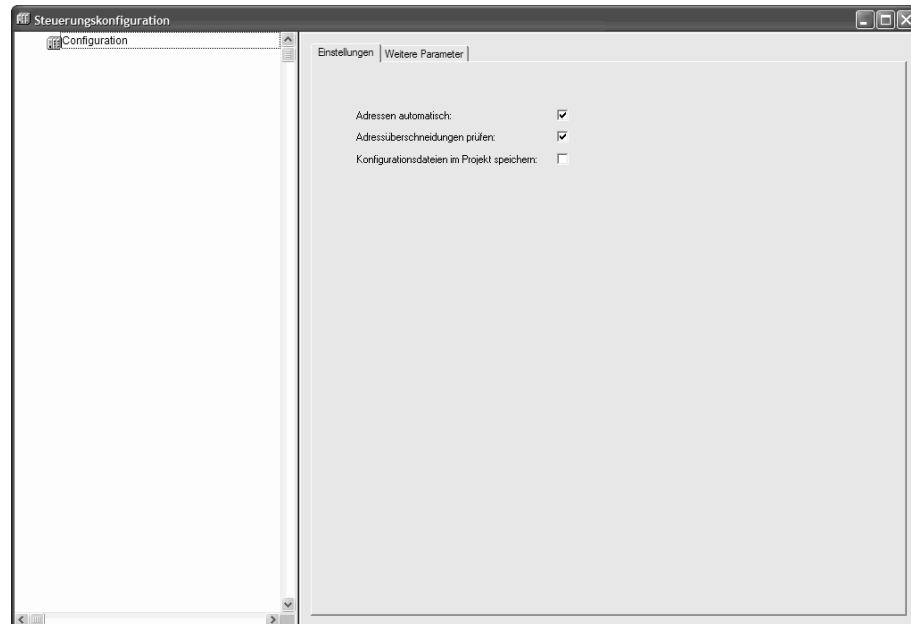 Steuerungskonfiguration
Configuration
Einstellungen
Weitere Parameter
Adressen automatisch:
Adressüberschneidungen prüfen:
Konfigurationsdateien im Projekt speichern: